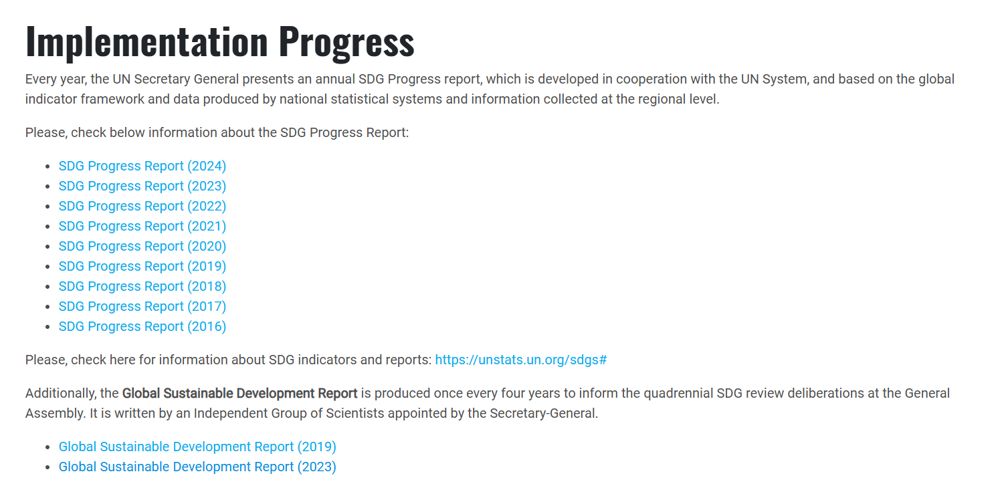 Implementation Progress
Every year, the UN Secretary General presents an annual SDG Progress report, which is developed in cooperation with the UN System, and based on the global
indicator framework and data produced by national statistical systems and information collected at the regional level.
Please, check below information about the SDG Progress Report:
• SDG Progress Report (2024)
• SDG Progress Report (2023)
• SDG Progress Report (2022)
• SDG Progress Report (2021)
• SDG Progress Report (2020)
• SDG Progress Report (2019)
• SDG Progress Report (2018)
• SDG Progress Report (2017)
• SDG Progress Report (2016)
Please, check here for information about SDG indicators and reports: https://unstats.un.org/sdgs#
Additionally, the Global Sustainable Development Report is produced once every four years to inform the quadrennial SDG review deliberations at the General
Assembly. It is written by an Independent Group of Scientists appointed by the Secretary-General.
• Global Sustainable Development Report (2019)
• Global Sustainable Development Report (2023)